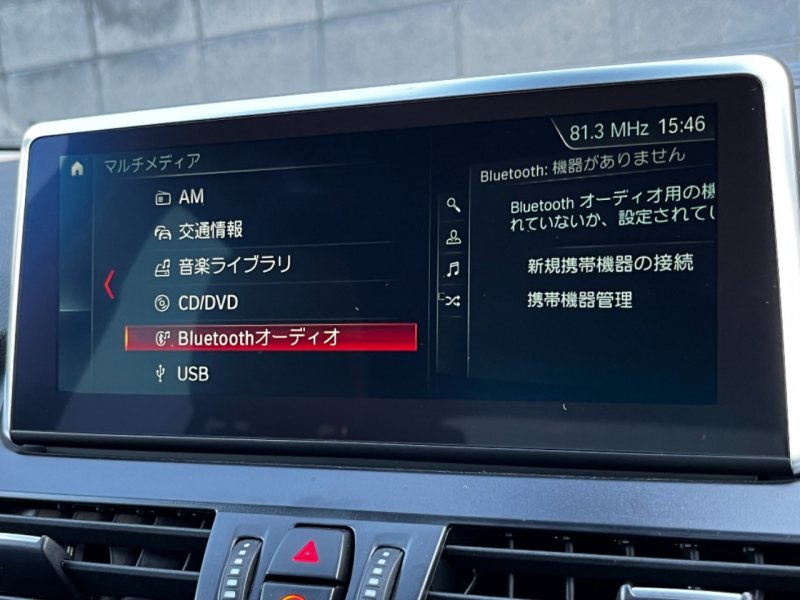 81.3 MHz 15:46
マルチメディア
AM
交通情報
音楽ライブラリ
CD/DVD
Bluetoothオーディオ
USB
Bluetooth: 機器がありません
Bluetooth オーディオ用の機
れていないか、設定されてい
新規携帯機器の接続
携帯機器管理